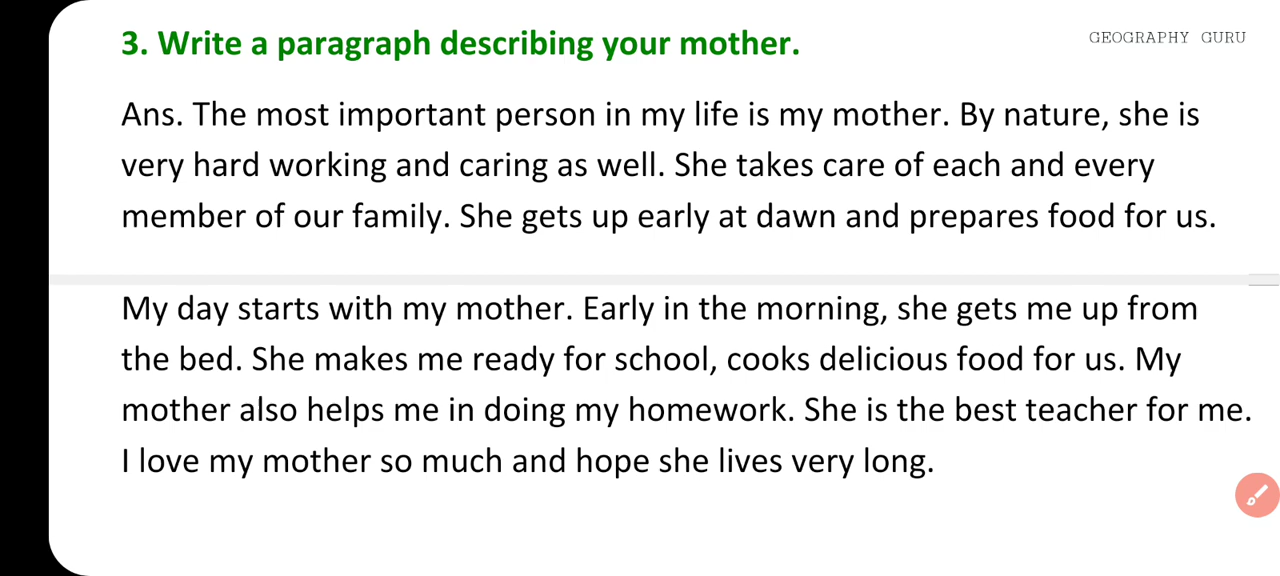 3. Write a paragraph describing your mother.
GEOGRAPHY GURU
Ans. The most important person in my life is my mother. By nature, she is
very hard working and caring as well. She takes care of each and every
member of our family. She gets up early at dawn and prepares food for us.
My day starts with my mother. Early in the morning, she gets me up from
the bed. She makes me ready for school, cooks delicious food for us. My
mother also helps me in doing my homework. She is the best teacher for me.
I love my mother so much and hope she lives very long.